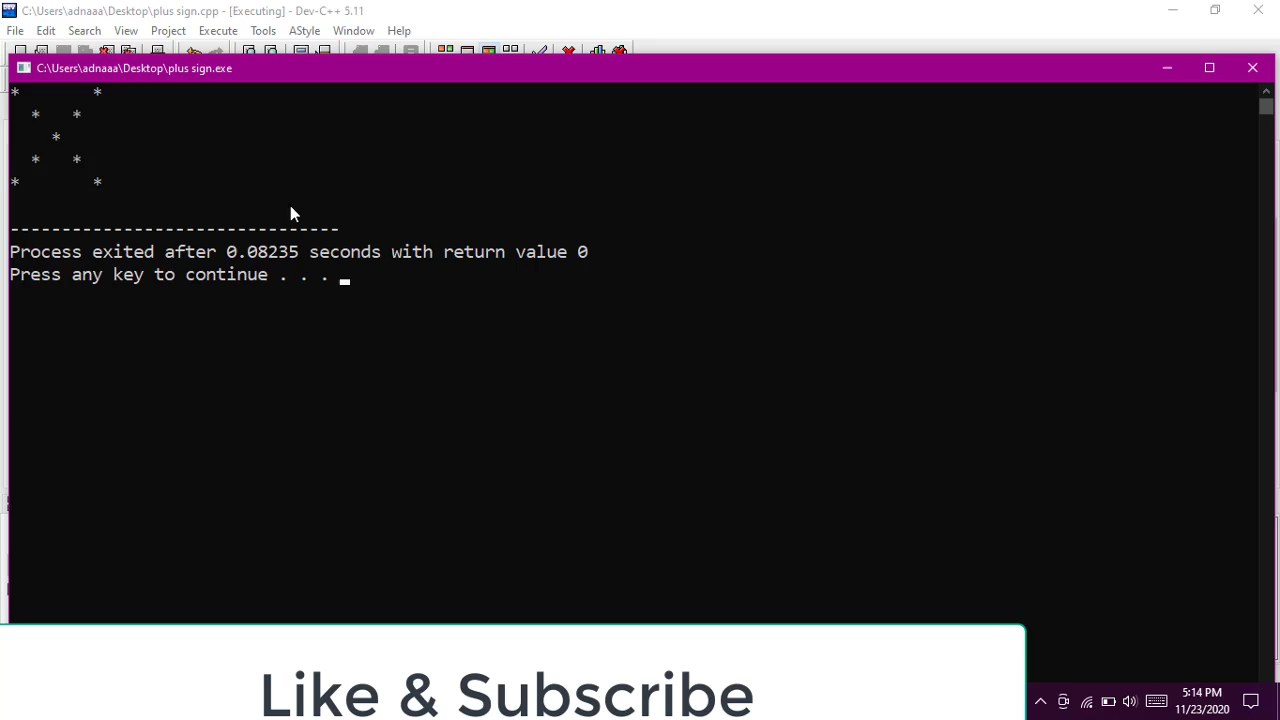 C:\Users\adnaaa\Desktop\plus sign.cpp - [Executing] - Dev-C++ 5.11
File Edit Search View Project Execute Tools AStyle Window Help
C:\Users\adnaaa\Desktop\plus sign.exe
*       *
  *   *
    *
  *   *
*       *
--------------------------------
Process exited after 0.08235 seconds with return value 0
Press any key to continue . . .
Like & Subscribe
5:14 PM
11/23/2020